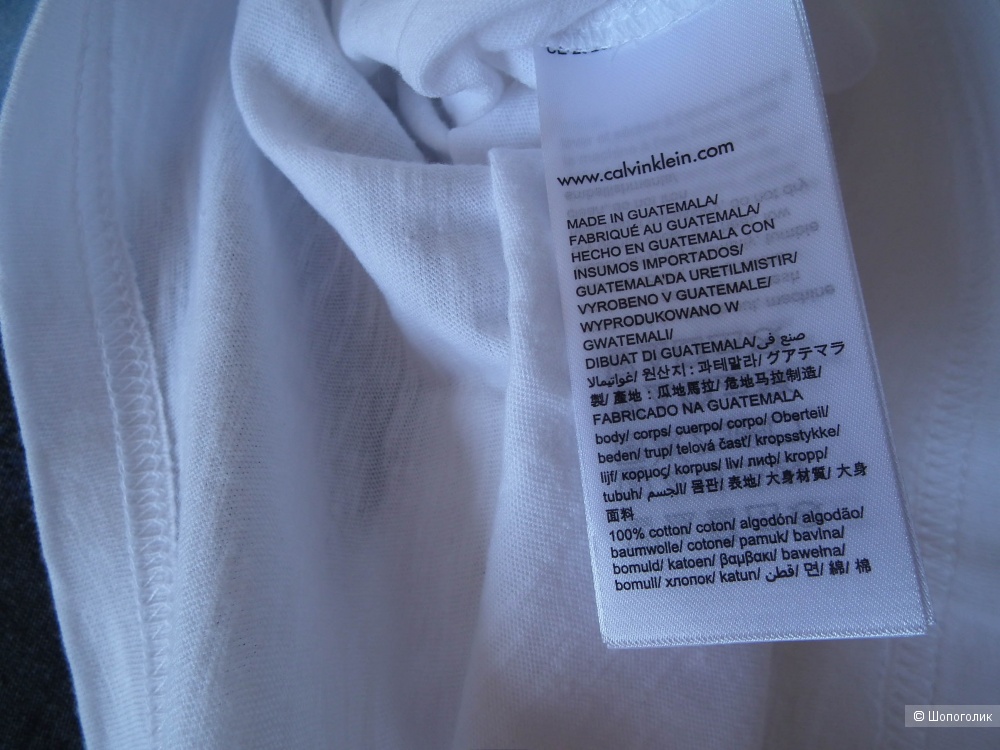 www.calvinklein.com
MADE IN GUATEMALA/
FABRIQUÉ AU GUATEMALA/
HECHO EN GUATEMALA CON
INSUMOS IMPORTADOS/
GUATEMALA'DA URETILMISTIR/
VYROBENO V GUATEMALE/
WYPRODUKOWANO W
GWATEMALI/
DIBUAT DI GUATEMALA/صنع في
غواتيمالا/ 원산지 : 과테말라/ グアテマラ
製/ 產地：瓜地馬拉/ 危地马拉制造/
FABRICADO NA GUATEMALA
body/ corps/ cuerpo/ corpo/ Oberteil/
beden/ trup/ telová časť/ kropsstykke/
lijf/ κορμος/ korpus/ liv/ лиф/ kropp/
tubuh/ الجسم/ 몸판/ 表地/ 大身材質/ 大身
面料
100% cotton/ coton/ algodón/ algodão/
baumwolle/ cotone/ pamuk/ bavlna/
bomuld/ katoen/ βαμβακι/ bawełna/
bomull/ хлопок/ katun/ قطن/ 면/ 綿/ 棉
© Шопоголик